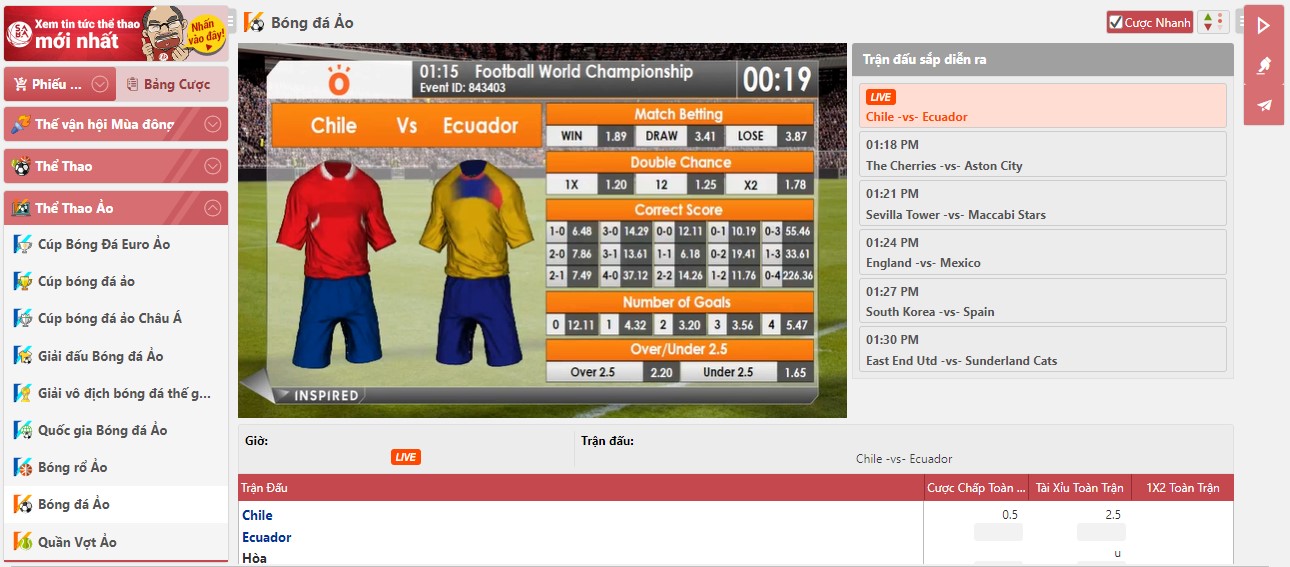 Xem tin tức thể thao
mới nhất
Nhấn
vào đây!
Phiếu ...
Bảng Cược
Thế vận hội Mùa đông
Thể Thao
Thể Thao Ảo
Cúp Bóng Đá Euro Ảo
Cúp bóng đá ảo
Cúp bóng đá ảo Châu Á
Giải đấu Bóng đá Ảo
Giải vô địch bóng đá thế g...
Quốc gia Bóng đá Ảo
Bóng rổ Ảo
Bóng đá Ảo
Quần Vợt Ảo
Bóng đá Ảo
Cược Nhanh
01:15 Football World Championship
Event ID: 843403
00:19
Chile Vs Ecuador
Match Betting
WIN 1.89 DRAW 3.41 LOSE 3.87
Double Chance
1X 1.20 12 1.25 X2 1.78
Correct Score
1-0 6.48 3-0 14.29 0-0 12.11 0-1 10.19 0-3 55.46
2-0 7.86 3-1 13.61 1-1 6.18 0-2 19.41 1-3 33.61
2-1 7.49 4-0 37.12 2-2 14.26 1-2 11.76 0-4 226.36
Number of Goals
0 12.11 1 4.32 2 3.20 3 3.56 4 5.47
Over/Under 2.5
Over 2.5 2.20 Under 2.5 1.65
INSPIRED
Trận đấu sắp diễn ra
LIVE
Chile -vs- Ecuador
01:18 PM
The Cherries -vs- Aston City
01:21 PM
Sevilla Tower -vs- Maccabi Stars
01:24 PM
England -vs- Mexico
01:27 PM
South Korea -vs- Spain
01:30 PM
East End Utd -vs- Sunderland Cats
Giờ:
LIVE
Trận đấu:
Chile -vs- Ecuador
Trận Đấu Cược Chấp Toàn ... Tài Xỉu Toàn Trận 1X2 Toàn Trận
Chile 0.5 2.5
Ecuador
Hòa u